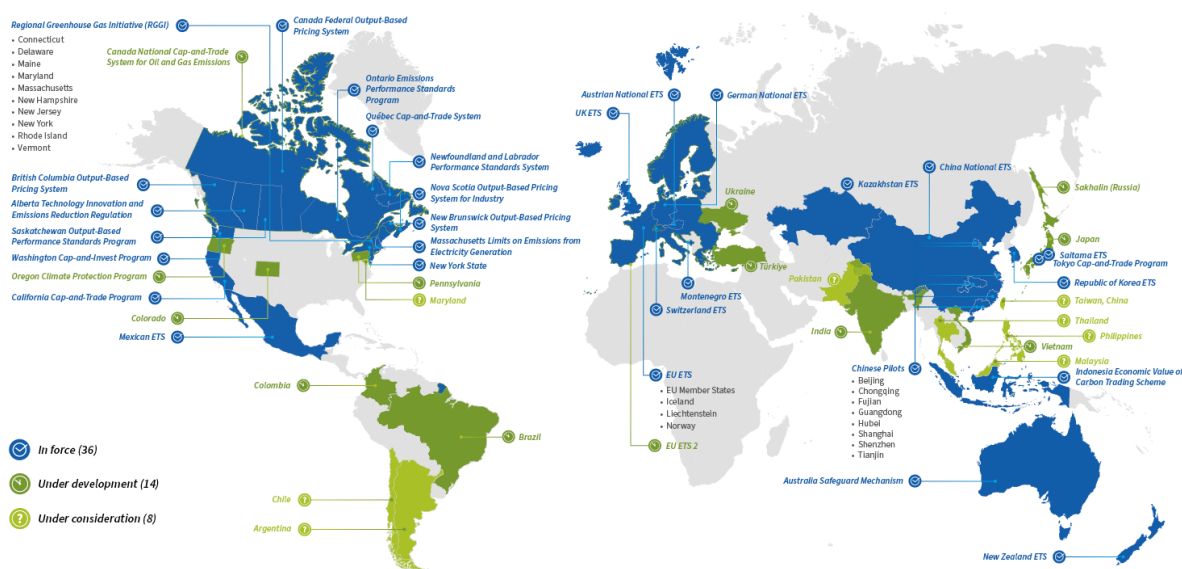 Regional Greenhouse Gas Initiative (RGGI)
• Connecticut
• Delaware
• Maine
• Maryland
• Massachusetts
• New Hampshire
• New Jersey
• New York
• Rhode Island
• Vermont
Canada Federal Output-Based
Pricing System
Canada National Cap-and-Trade
System for Oil and Gas Emissions
Ontario Emissions
Performance Standards
Program
Québec Cap-and-Trade System
Newfoundland and Labrador
Performance Standards System
Nova Scotia Output-Based Pricing
System for Industry
New Brunswick Output-Based Pricing
System
Massachusetts Limits on Emissions from
Electricity Generation
New York State
Pennsylvania
Maryland
British Columbia Output-Based
Pricing System
Alberta Technology Innovation and
Emissions Reduction Regulation
Saskatchewan Output-Based
Performance Standards Program
Washington Cap-and-Invest Program
Oregon Climate Protection Program
California Cap-and-Trade Program
Colorado
Mexican ETS
Colombia
Brazil
Chile
Argentina
In force (36)
Under development (14)
Under consideration (8)
Austrian National ETS
German National ETS
UK ETS
Ukraine
Türkiye
Montenegro ETS
Switzerland ETS
EU ETS
• EU Member States
• Iceland
• Liechtenstein
• Norway
EU ETS 2
China National ETS
Kazakhstan ETS
Sakhalin (Russia)
Japan
Saitama ETS
Tokyo Cap-and-Trade Program
Republic of Korea ETS
Pakistan
Taiwan, China
Thailand
Philippines
India
Vietnam
Malaysia
Indonesia Economic Value of
Carbon Trading Scheme
Chinese Pilots
• Beijing
• Chongqing
• Fujian
• Guangdong
• Hubei
• Shanghai
• Shenzhen
• Tianjin
Australia Safeguard Mechanism
New Zealand ETS